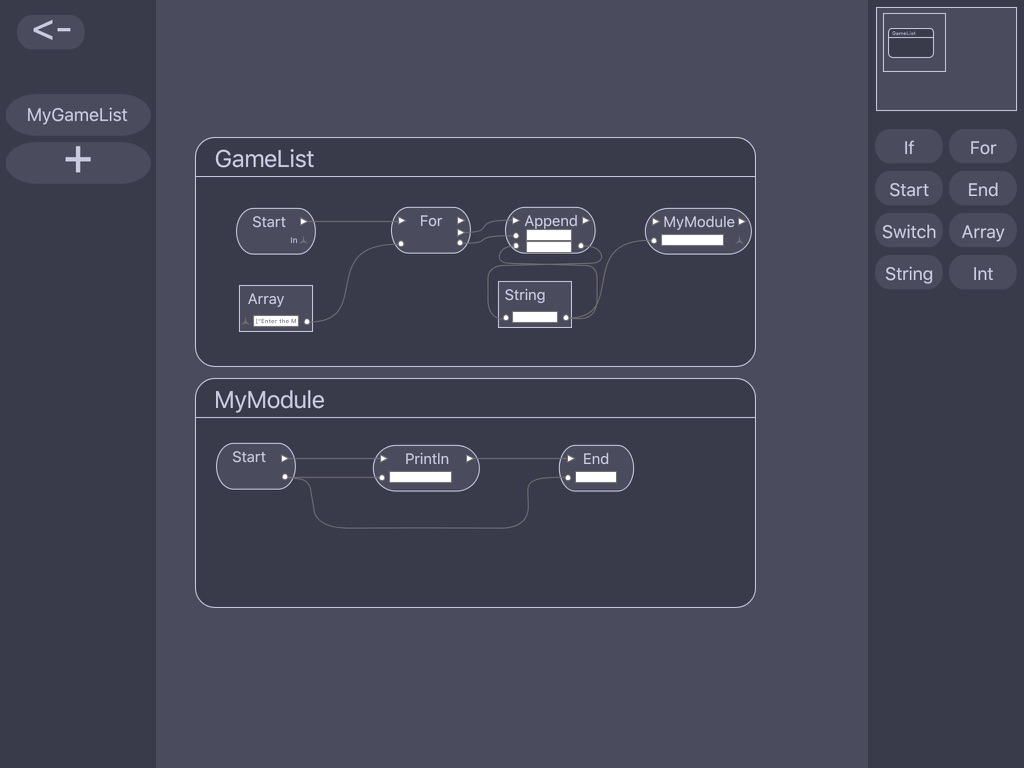 <-
MyGameList
+
GameList
Start
In
For
Append
MyModule
Array
["Enter the M
String
MyModule
Start
Println
End
GameList
If
For
Start
End
Switch
Array
String
Int